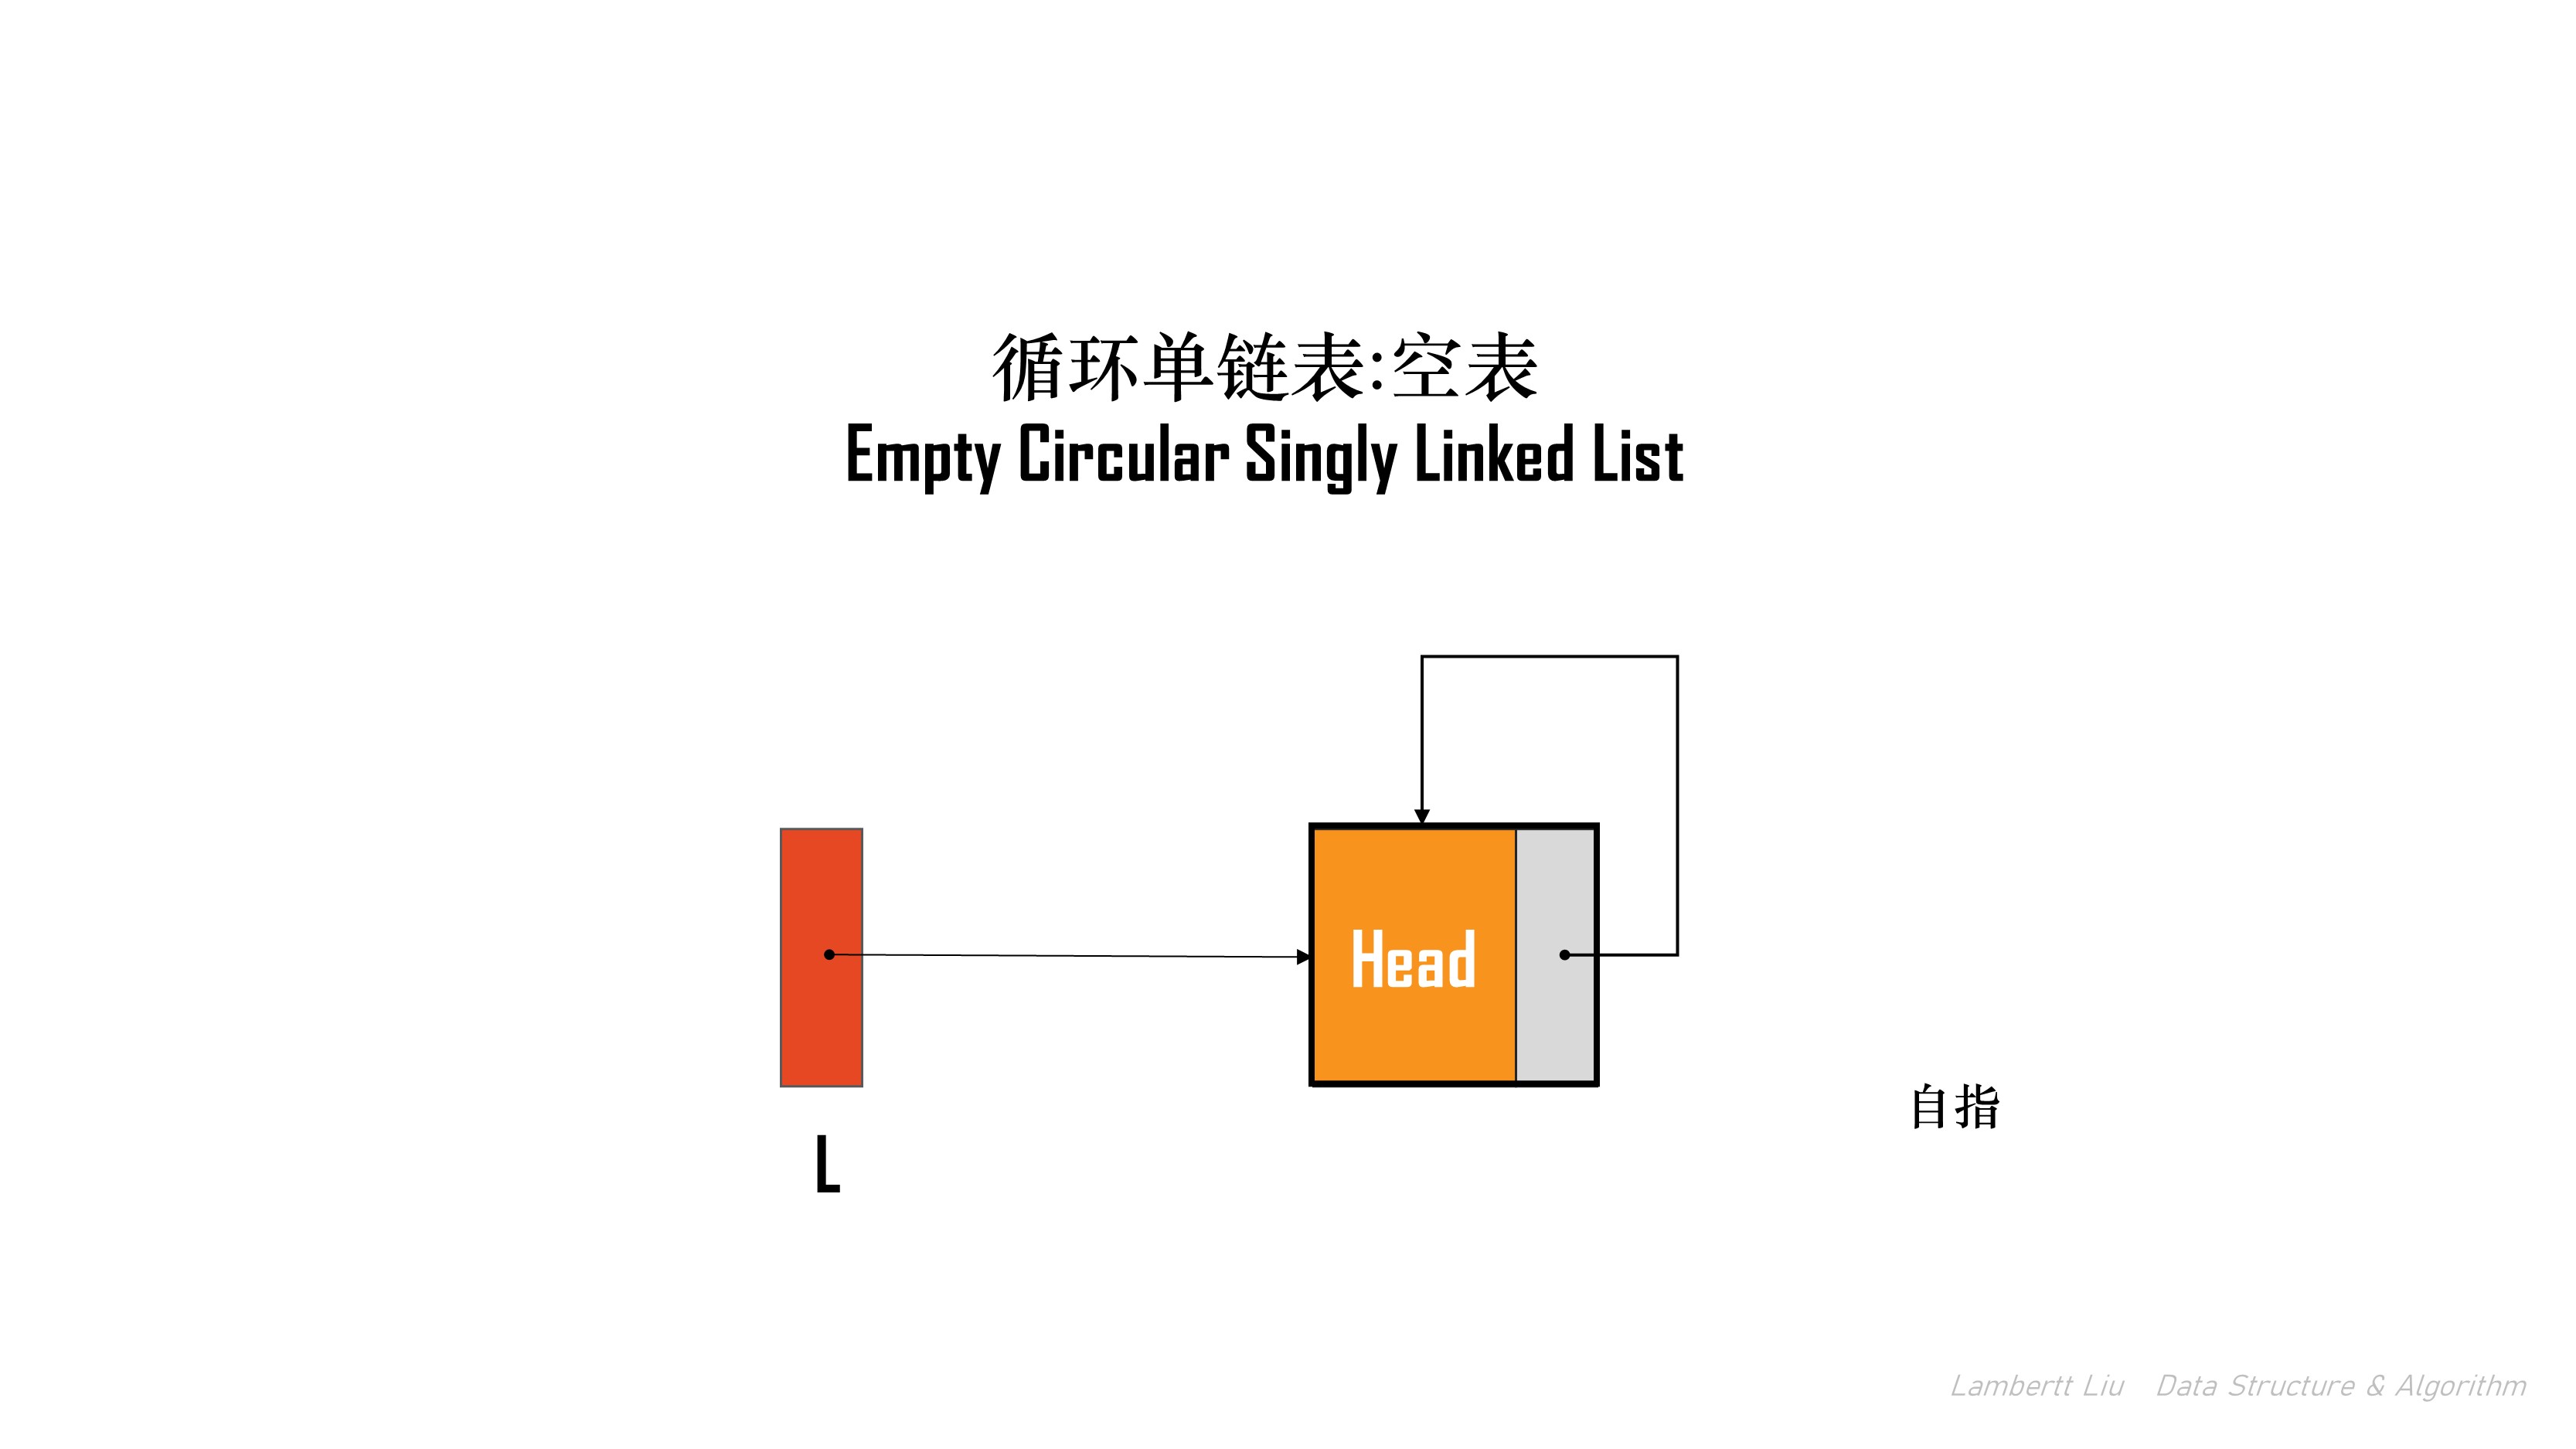 循环单链表:空表
Empty Circular Singly Linked List
Head
自指
L
Lambertt Liu Data Structure & Algorithm